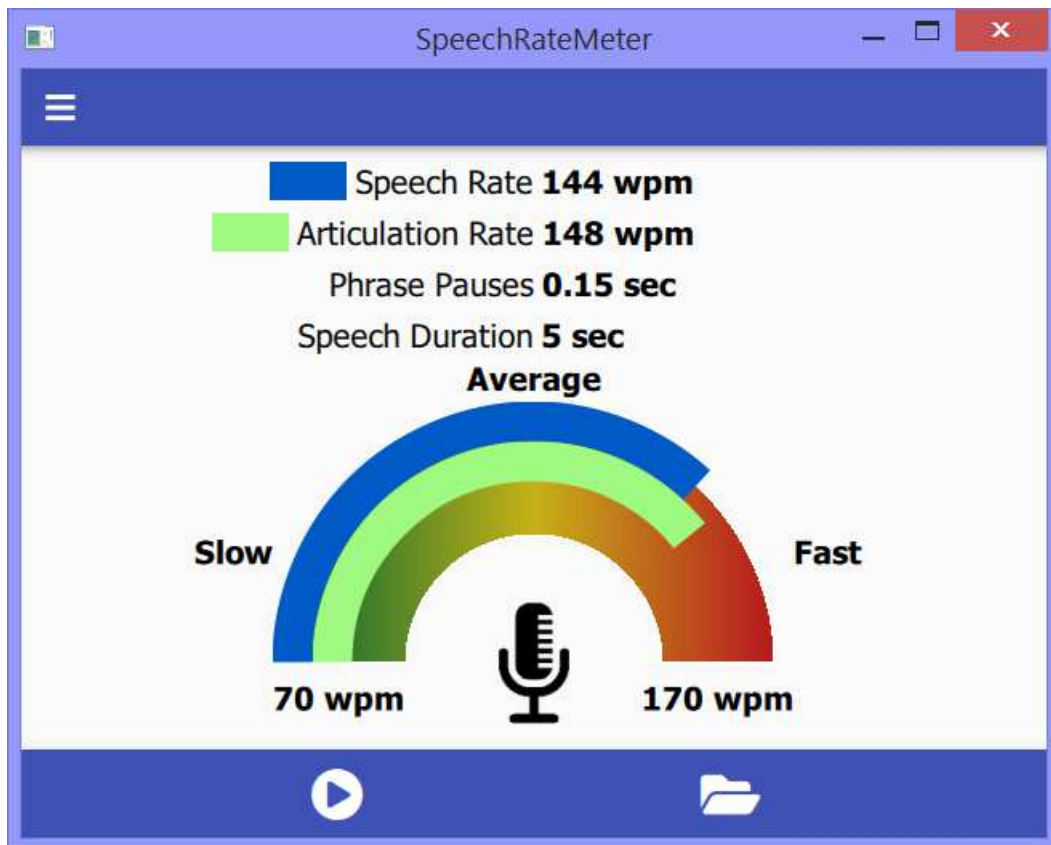 SpeechRateMeter
Speech Rate 144 wpm
Articulation Rate 148 wpm
Phrase Pauses 0.15 sec
Speech Duration 5 sec
Average
Slow
Fast
70 wpm
170 wpm